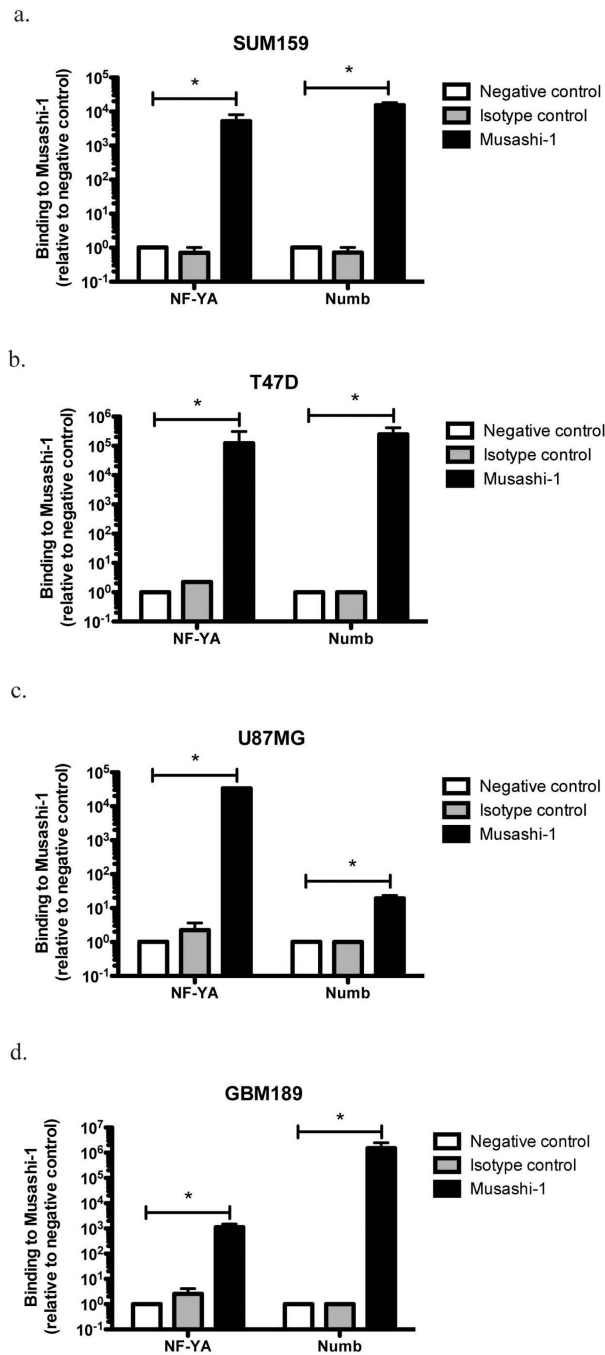 a.
SUM159
Binding to Musashi-1
(relative to negative control)
10^5
10^4
10^3
10^2
10^1
10^0
10^-1
*
*
NF-YA
Numb
Negative control
Isotype control
Musashi-1
b.
T47D
Binding to Musashi-1
(relative to negative control)
10^6
10^5
10^4
10^3
10^2
10^1
10^0
10^-1
*
*
NF-YA
Numb
Negative control
Isotype control
Musashi-1
c.
U87MG
Binding to Musashi-1
(relative to negative control)
10^5
10^4
10^3
10^2
10^1
10^0
10^-1
*
*
NF-YA
Numb
Negative control
Isotype control
Musashi-1
d.
GBM189
Binding to Musashi-1
(relative to negative control)
10^7
10^6
10^5
10^4
10^3
10^2
10^1
10^0
10^-1
*
*
NF-YA
Numb
Negative control
Isotype control
Musashi-1